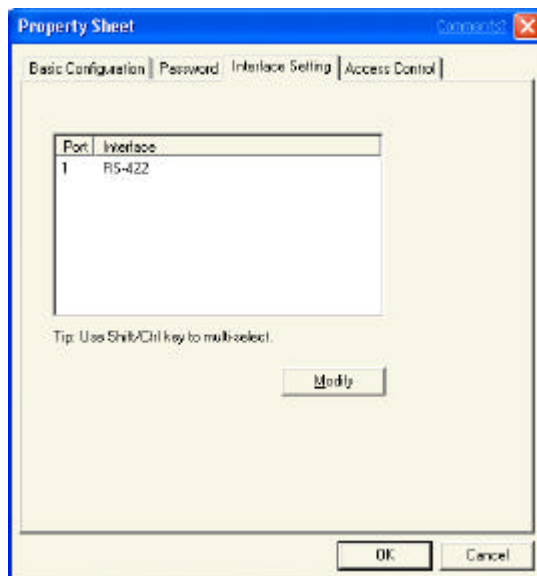 Property Sheet Comments?
Basic Configuration Password Interface Setting Access Control
Port Interface
1 RS-422
Tip: Use Shift/Ctrl key to multi-select.
Modify
OK Cancel